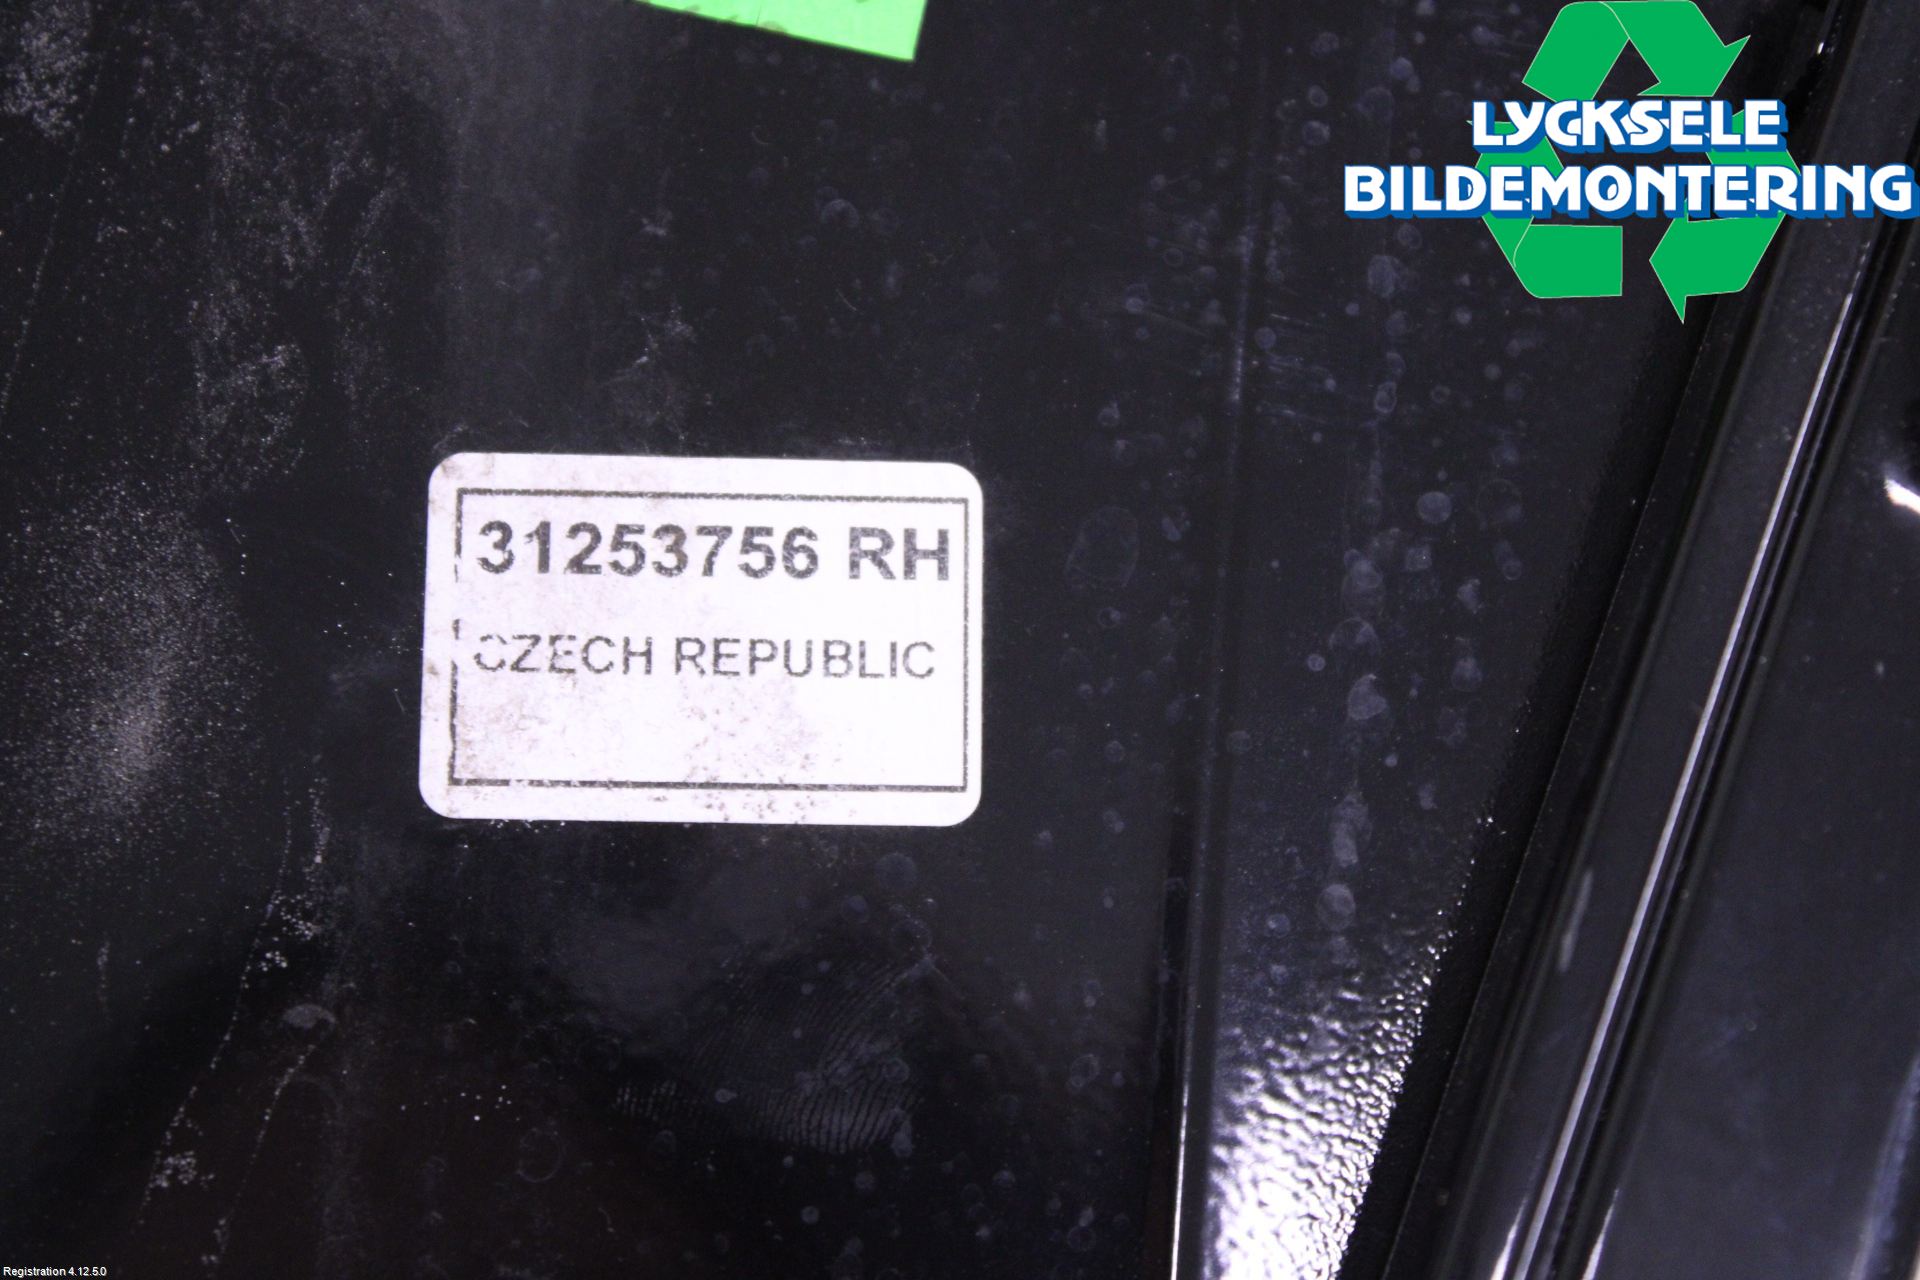 LYCKSELE
BILDEMONTERING
31253756 RH
CZECH REPUBLIC
Registration 4.12.5.0